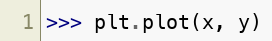 1 >>> plt.plot(x, y)